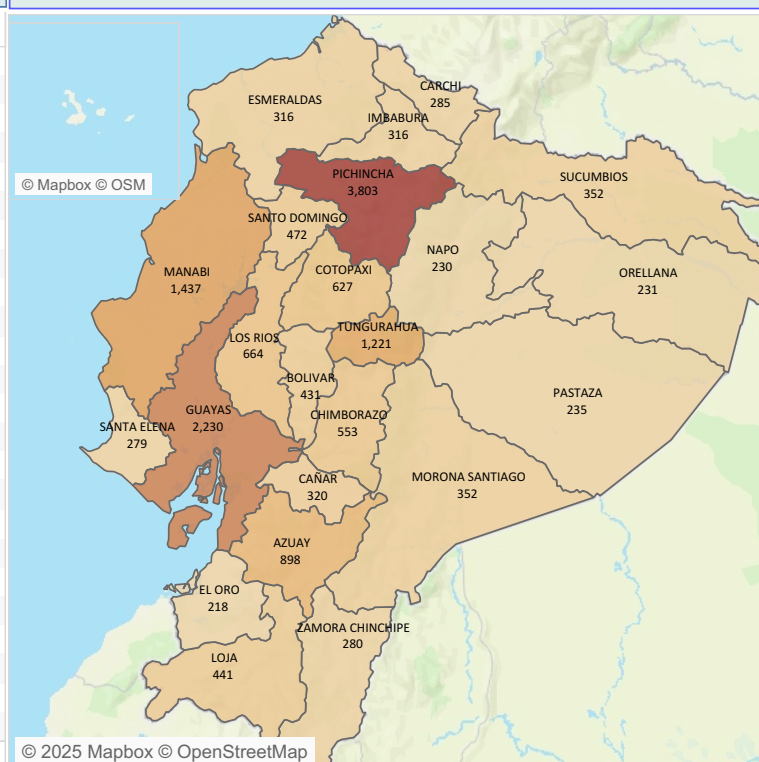 CARCHI
285
ESMERALDAS
316
IMBABURA
316
PICHINCHA
3,803
SUCUMBIOS
352
© Mapbox © OSM
SANTO DOMINGO
472
NAPO
230
MANABI
1,437
COTOPAXI
627
ORELLANA
231
TUNGURAHUA
1,221
LOS RIOS
664
BOLIVAR
431
PASTAZA
235
GUAYAS
2,230
CHIMBORAZO
553
SANTA ELENA
279
CAÑAR
320
MORONA SANTIAGO
352
AZUAY
898
EL ORO
218
ZAMORA CHINCHIPE
280
LOJA
441
© 2025 Mapbox © OpenStreetMap